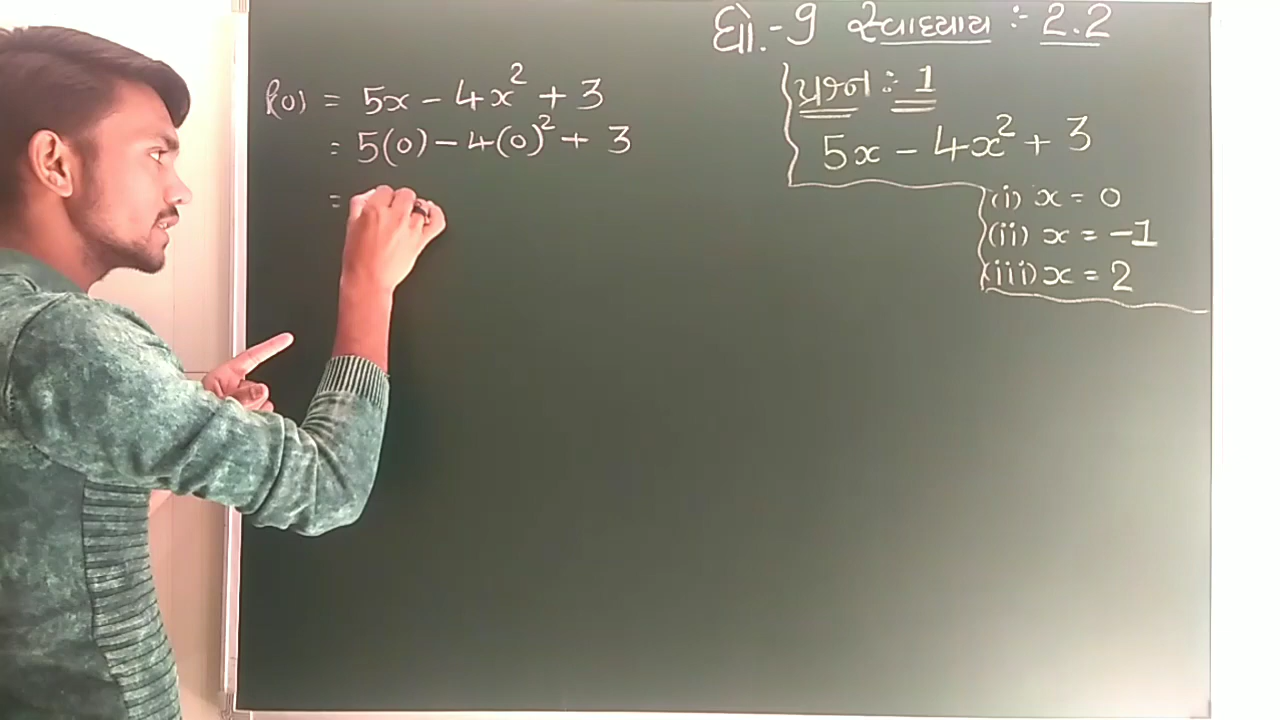 ધો.-9 સ્વાધ્યાય :- 2.2
પ્રશ્ન :- 1
5x - 4x² + 3
(i) x = 0
(ii) x = -1
(iii) x = 2
P(0) = 5x - 4x² + 3
= 5(0) - 4(0)² + 3
=